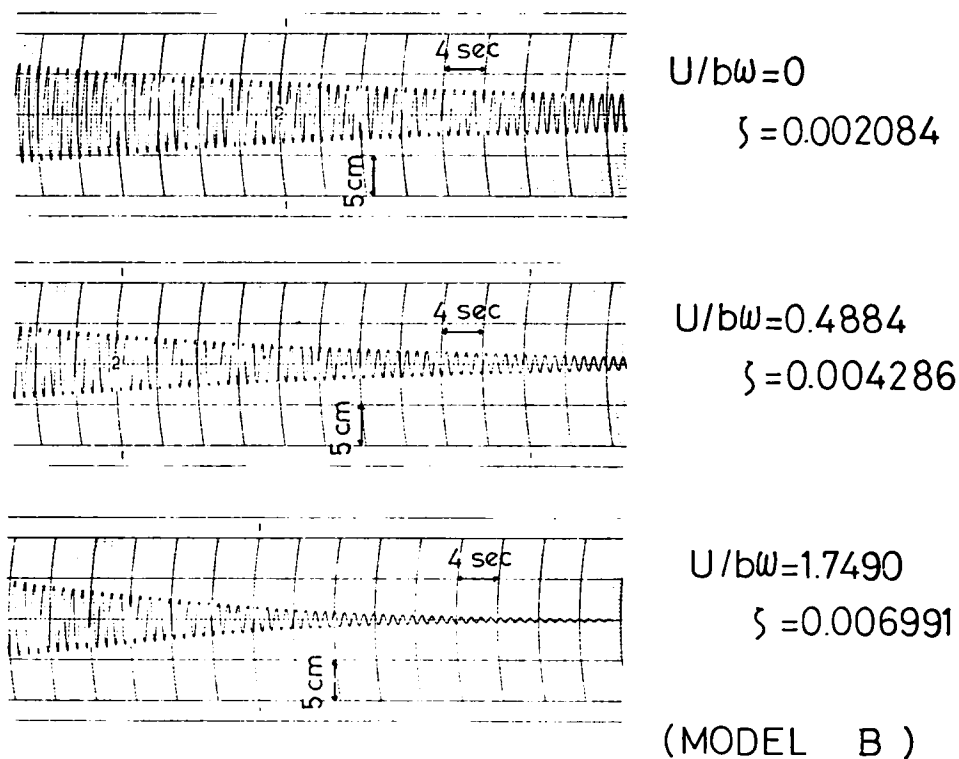 4 sec
5 cm
U/bω=0
ζ=0.002084
2
4 sec
5 cm
U/bω=0.4884
ζ=0.004286
4 sec
5 cm
U/bω=1.7490
ζ=0.006991
(MODEL B)